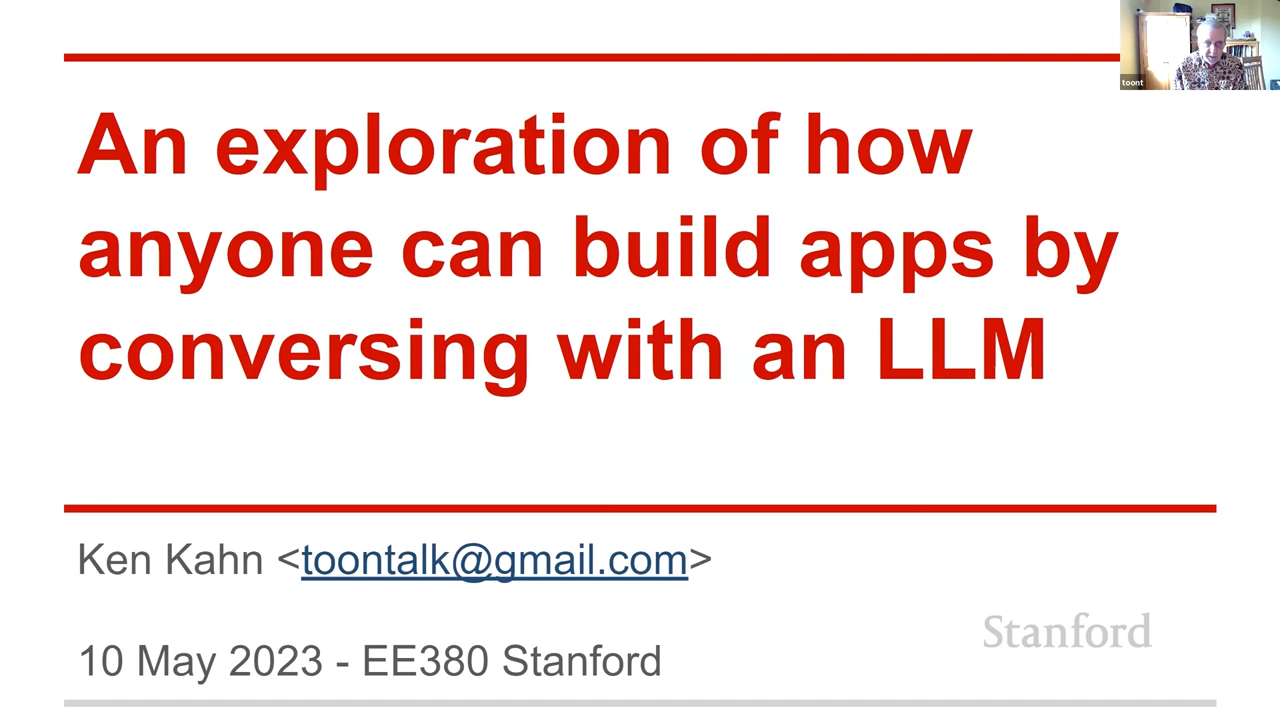 toont
An exploration of how
anyone can build apps by
conversing with an LLM
Ken Kahn <toontalk@gmail.com>
10 May 2023 - EE380 Stanford
Stanford